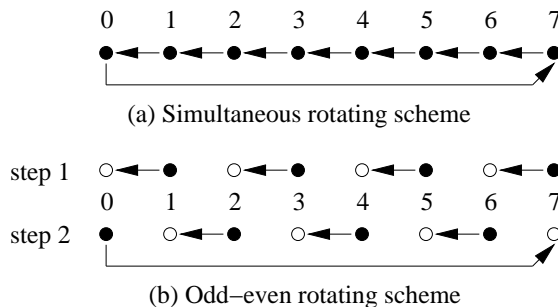 0 1 2 3 4 5 6 7
(a) Simultaneous rotating scheme
step 1
0 1 2 3 4 5 6 7
step 2
(b) Odd−even rotating scheme